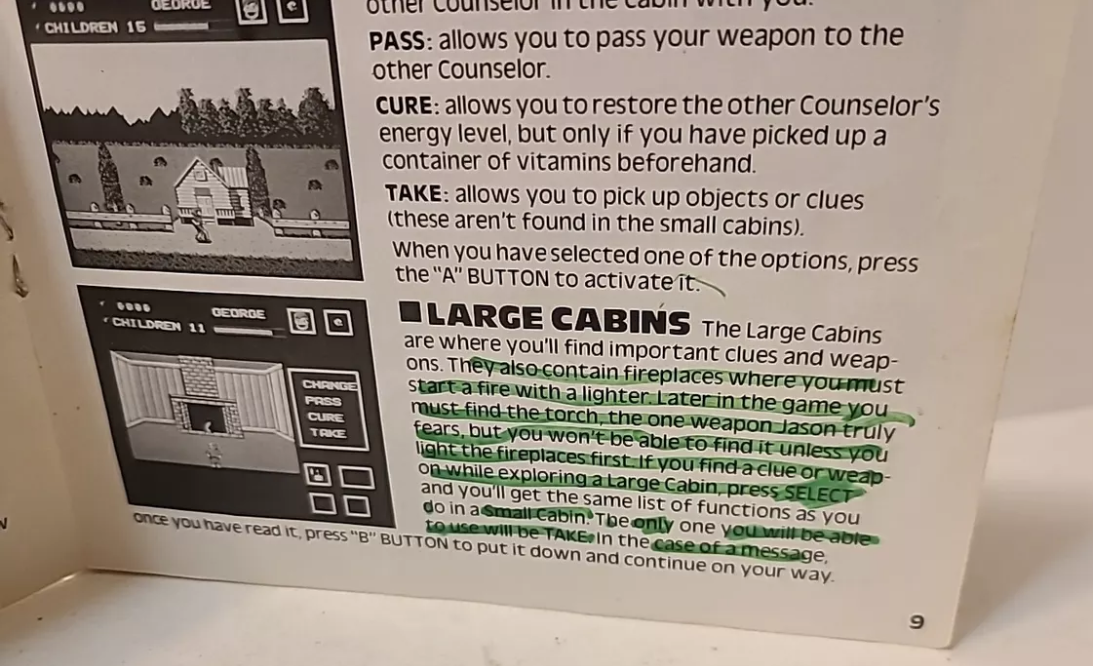 GEORGE
CHILDREN 15
other Counselor in the cabin with you.
PASS: allows you to pass your weapon to the
other Counselor.
CURE: allows you to restore the other Counselor's
energy level, but only if you have picked up a
container of vitamins beforehand.
TAKE: allows you to pick up objects or clues
(these aren't found in the small cabins).
When you have selected one of the options, press
the "A" BUTTON to activate it.
GEORGE
CHILDREN 11
CHANGE
PASS
CURE
TAKE
■ LARGE CABINS The Large Cabins
are where you'll find important clues and weap-
ons. They also contain fireplaces where you must
start a fire with a lighter. Later in the game you
must find the torch, the one weapon Jason truly
fears, but you won't be able to find it unless you
light the fireplaces first. If you find a clue or weap-
on while exploring a Large Cabin, press SELECT
and you'll get the same list of functions as you
do in a Small Cabin. The only one you will be able
to use will be TAKE. In the case of a message,
once you have read it, press "B" BUTTON to put it down and continue on your way.
9